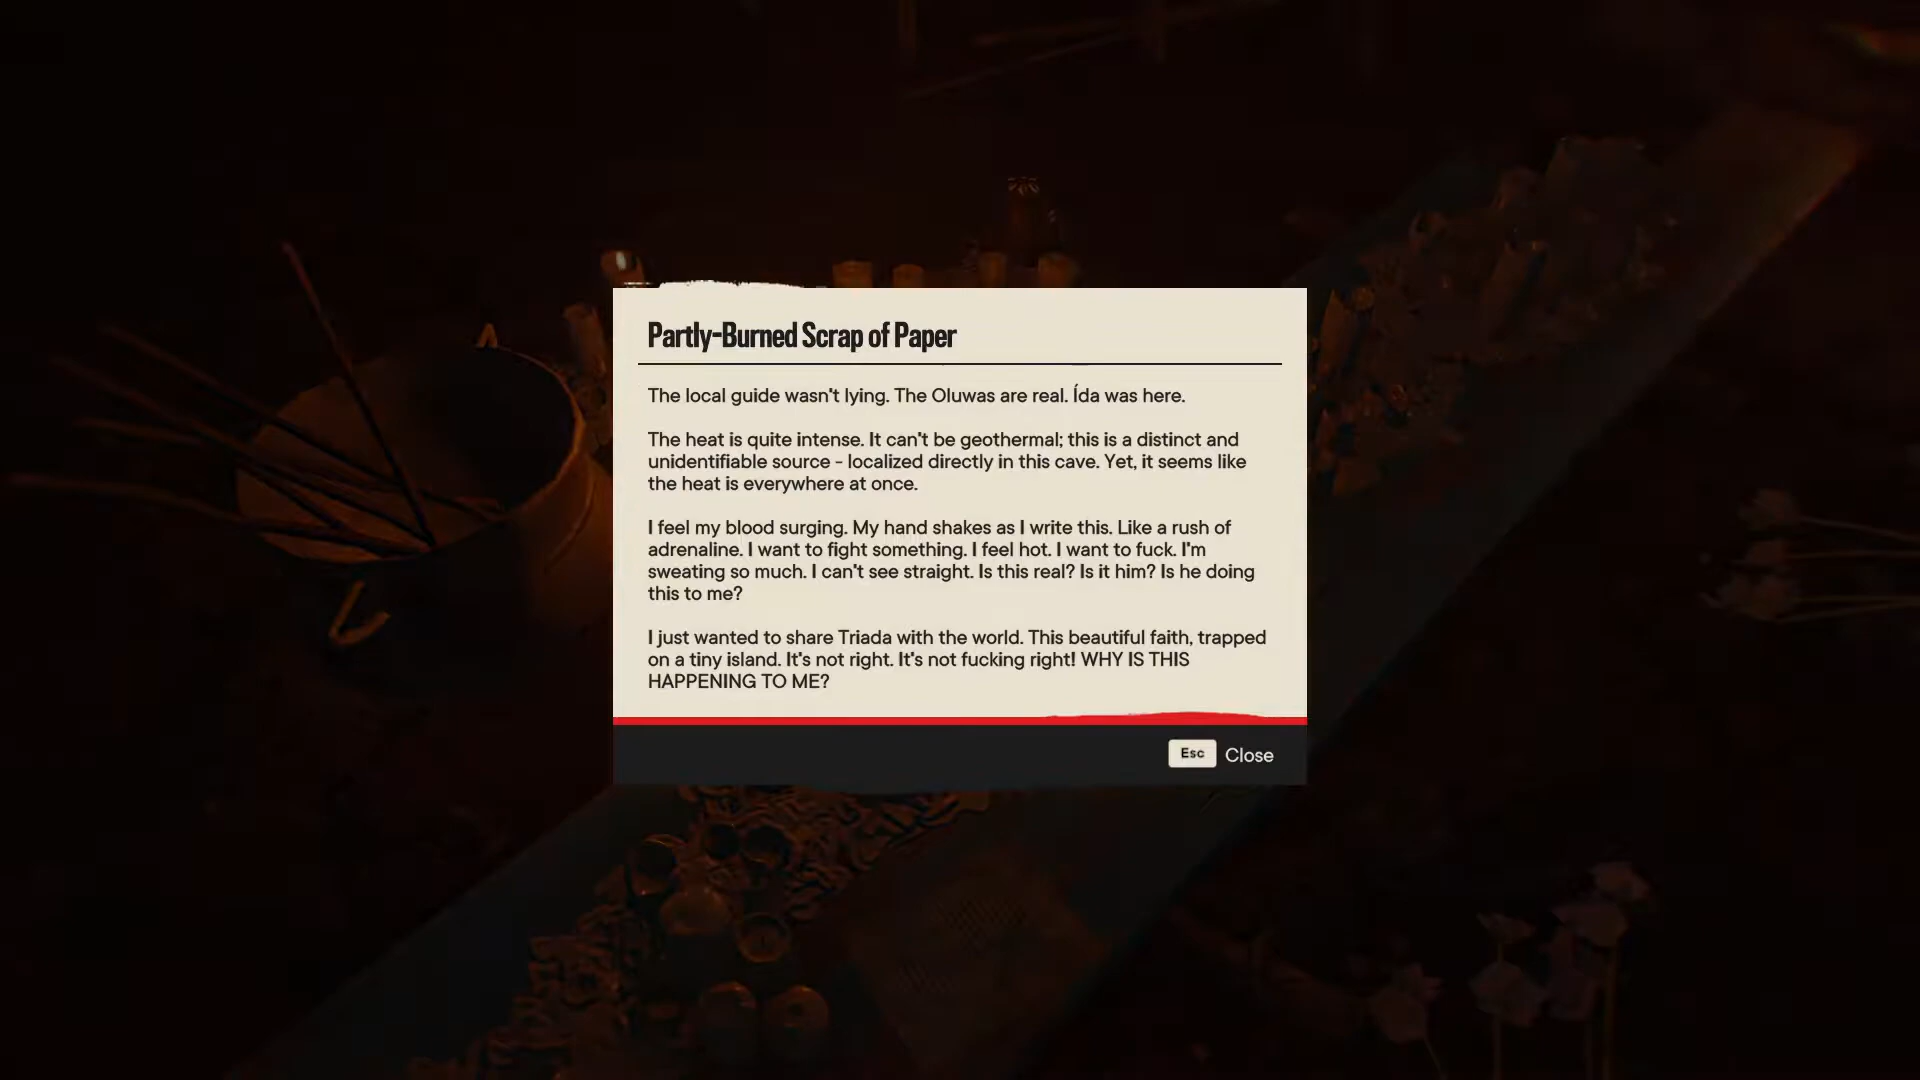 Partly-Burned Scrap of Paper
The local guide wasn't lying. The Oluwas are real. Ída was here.
The heat is quite intense. It can't be geothermal; this is a distinct and
unidentifiable source - localized directly in this cave. Yet, it seems like
the heat is everywhere at once.
I feel my blood surging. My hand shakes as I write this. Like a rush of
adrenaline. I want to fight something. I feel hot. I want to fuck. I'm
sweating so much. I can't see straight. Is this real? Is it him? Is he doing
this to me?
I just wanted to share Triada with the world. This beautiful faith, trapped
on a tiny island. It's not right. It's not fucking right! WHY IS THIS
HAPPENING TO ME?
Esc Close